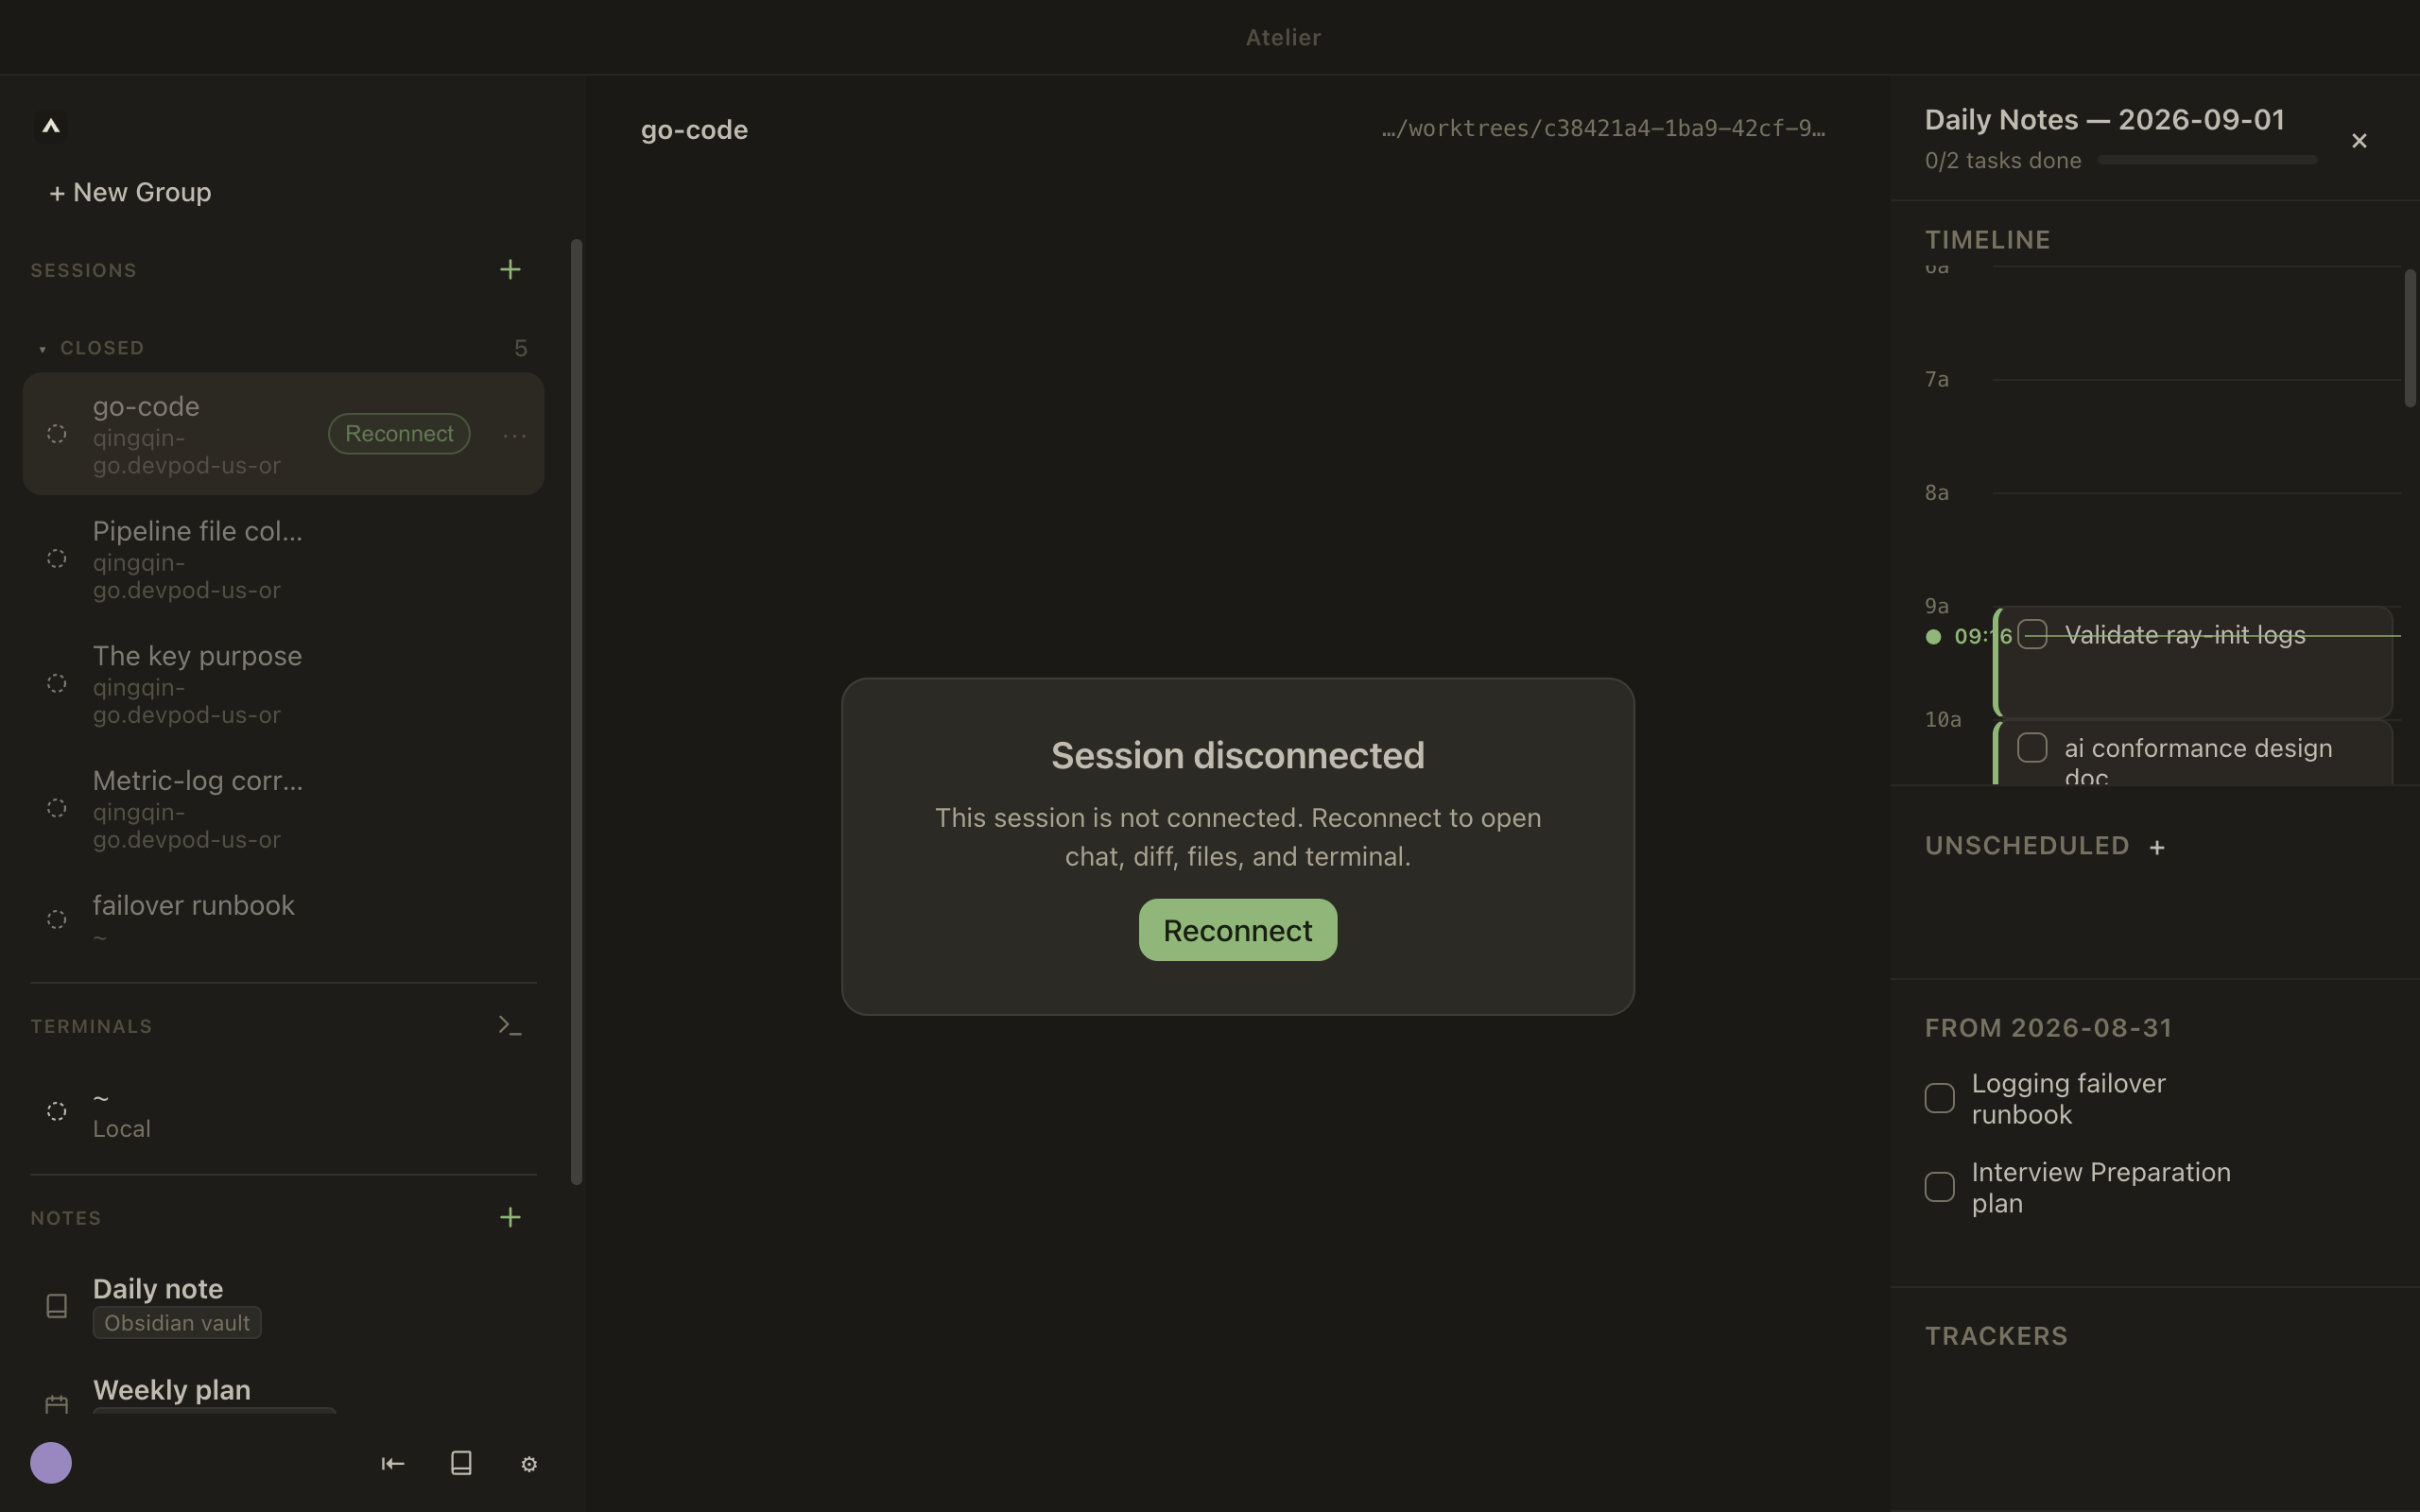 Atelier
+ New Group
SESSIONS
CLOSED 5
go-code
qingqin-
go.devpod-us-or
Reconnect
Pipeline file col...
qingqin-
go.devpod-us-or
The key purpose
qingqin-
go.devpod-us-or
Metric-log corr...
qingqin-
go.devpod-us-or
failover runbook
~
TERMINALS
~
Local
NOTES
Daily note
Obsidian vault
Weekly plan
go-code
…/worktrees/c38421a4-1ba9-42cf-9…
Session disconnected
This session is not connected. Reconnect to open
chat, diff, files, and terminal.
Reconnect
Daily Notes — 2026-09-01
0/2 tasks done
TIMELINE
6a
7a
8a
9a
09:16
Validate ray-init logs
10a
ai conformance design
doc
UNSCHEDULED +
FROM 2026-08-31
Logging failover
runbook
Interview Preparation
plan
TRACKERS